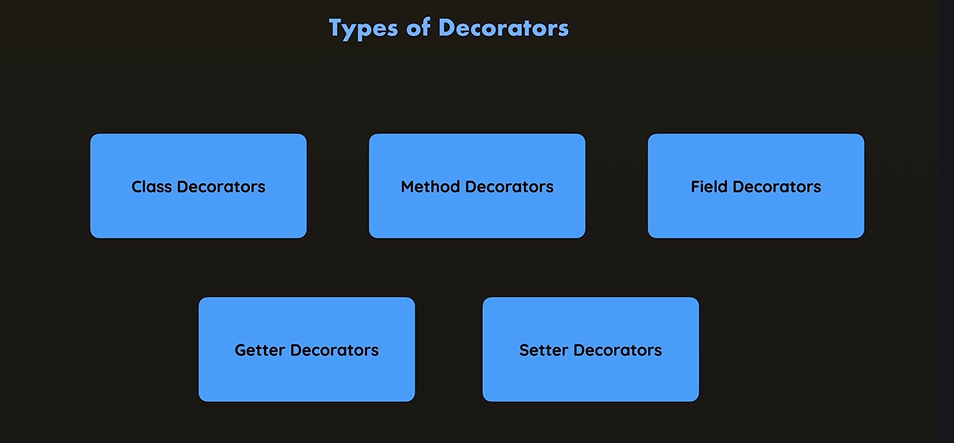 Types of Decorators
Class Decorators
Method Decorators
Field Decorators
Getter Decorators
Setter Decorators